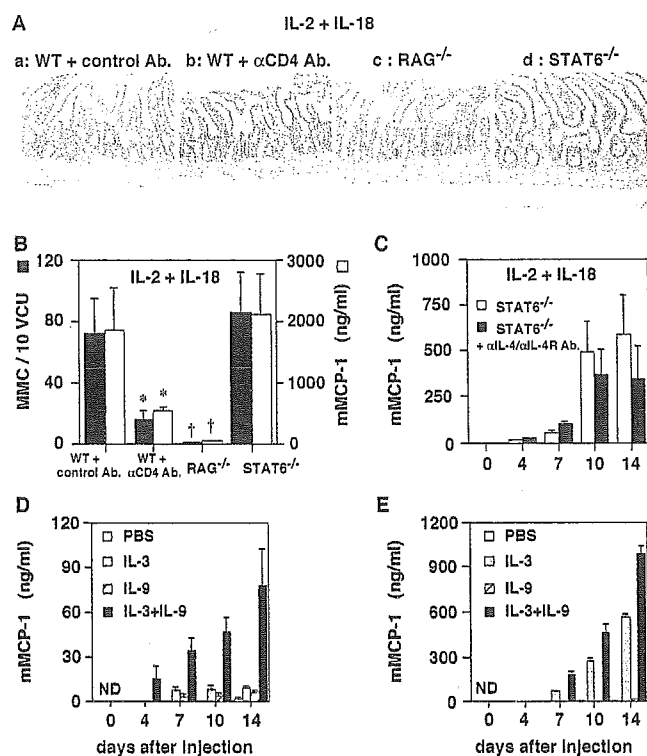 A
IL-2 + IL-18
a: WT + control Ab.
b: WT + αCD4 Ab.
c : RAG-/-
d : STAT6-/-
B
MMC / 10 VCU
120
80
40
0
IL-2 + IL-18
* *
† †
3000
2000
1000
0
mMCP-1 (ng/ml)
WT + control Ab.
WT + αCD4 Ab.
RAG-/-
STAT6-/-
C
mMCP-1 (ng/ml)
1000
750
500
250
0
IL-2 + IL-18
STAT6-/-
STAT6-/-
+ αIL-4/αIL-4R Ab.
0 4 7 10 14
D
mMCP-1 (ng/ml)
120
90
60
30
0
PBS
IL-3
IL-9
IL-3+IL-9
ND
0 4 7 11 14
days after Injection
E
mMCP-1 (ng/ml)
1200
900
600
300
0
PBS
IL-3
IL-9
IL-3+IL-9
ND
0 4 7 10 14
days after Injection